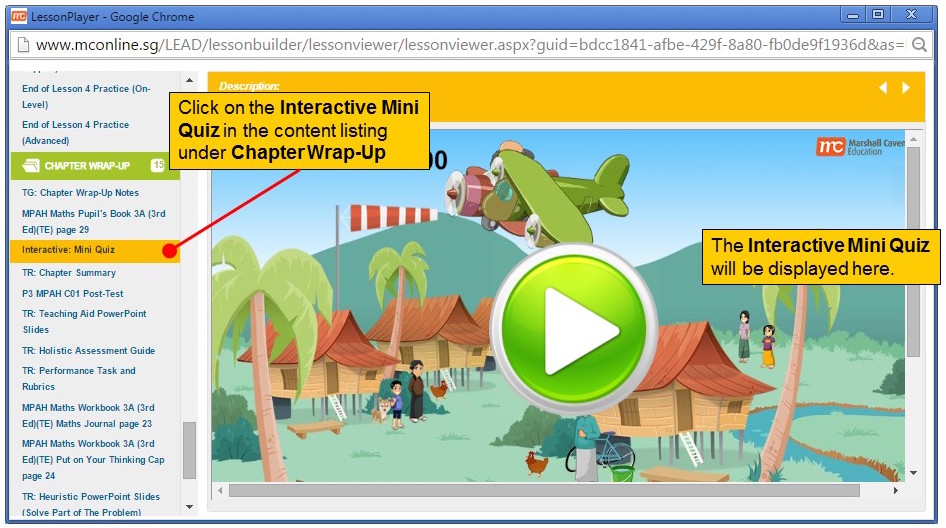 LessonPlayer - Google Chrome
www.mconline.sg/LEAD/lessonbuilder/lessonviewer/lessonviewer.aspx?guid=bdcc1841-afbe-429f-8a80-fb0de9f1936d&as=
End of Lesson 4 Practice (On-
Level)
End of Lesson 4 Practice
(Advanced)
CHAPTER WRAP-UP 15
TG: Chapter Wrap-Up Notes
MPAH Maths Pupil's Book 3A (3rd
Ed)(TE) page 29
Interactive: Mini Quiz
TR: Chapter Summary
P3 MPAH C01 Post-Test
TR: Teaching Aid PowerPoint
Slides
TR: Holistic Assessment Guide
TR: Performance Task and
Rubrics
MPAH Maths Workbook 3A (3rd
Ed)(TE) Maths Journal page 23
MPAH Maths Workbook 3A (3rd
Ed)(TE) Put on Your Thinking Cap
page 24
TR: Heuristic PowerPoint Slides
(Solve Part of The Problem)
Description:
Click on the Interactive Mini
Quiz in the content listing
under Chapter Wrap-Up
00
mc Marshall Caven
Education
The Interactive Mini Quiz
will be displayed here.